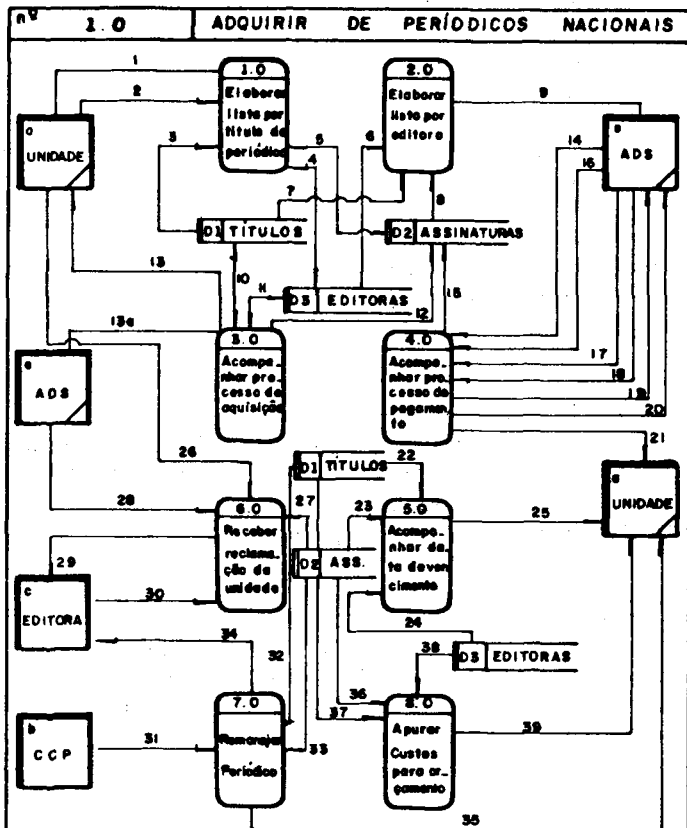 nº 1.0 ADQUIRIR DE PERÍODICOS NACIONAIS
1
2
3
5
4
6
9
14
16
1.0
Elaborar
lista por
título de
periódico
2.0
Elaborar
lista por
editora
UNIDADE
ADS
7
8
D1 TÍTULOS
D2 ASSINATURAS
13
10
11
D3 EDITORAS
12
15
13a
3.0
Acompa_
nhar pro_
cesso de
aquisição
4.0
Acompa_
nhar pro_
cesso de
pagamen_
to
17
18
19
20
ADS
26
D1 TÍTULOS
22
21
28
6.0
Receber
reclama_
ção da
unidade
27
D2 ASS.
23
5.0
Acompa_
nhar da_
ta de ven
cimento
25
UNIDADE
29
c
EDITORA
30
34
32
24
38
D3 EDITORAS
7.0
Remanejar
Periódico
36
37
8.0
Apurar
Custos
para or_
çamento
39
b
CCP
31
33
35